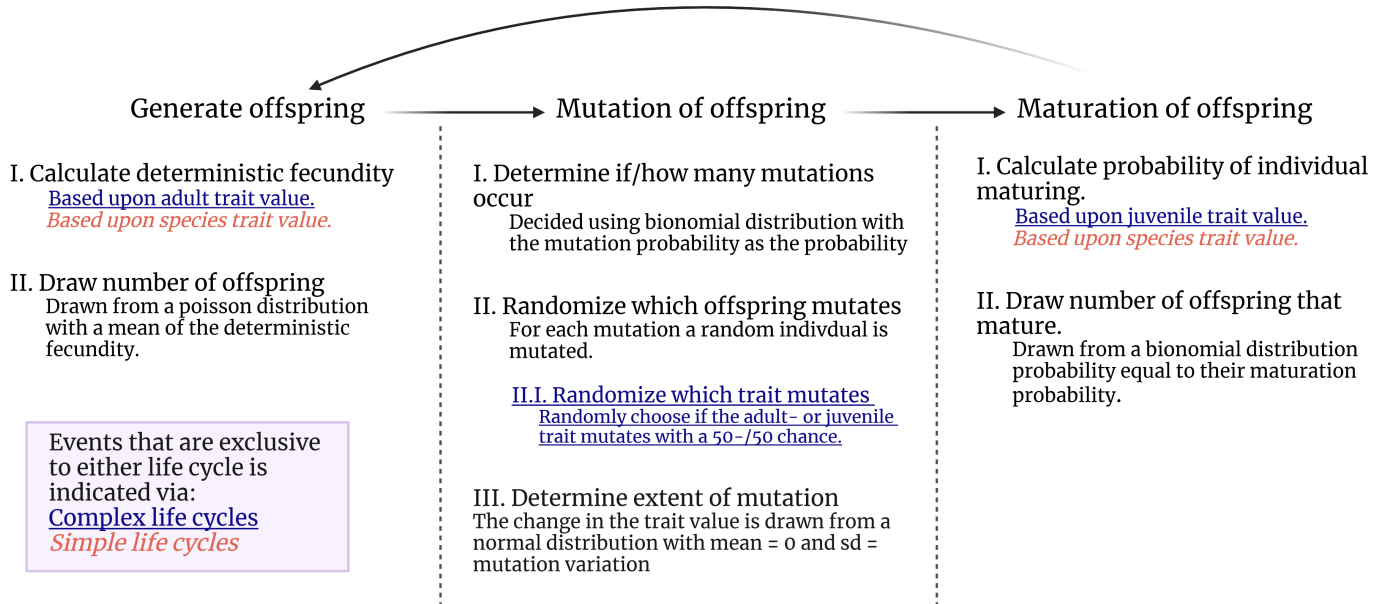 Generate offspring
I. Calculate deterministic fecundity
Based upon adult trait value.
Based upon species trait value.
II. Draw number of offspring
Drawn from a poisson distribution
with a mean of the deterministic
fecundity.
Events that are exclusive
to either life cycle is
indicated via:
Complex life cycles
Simple life cycles
Mutation of offspring
I. Determine if/how many mutations
occur
Decided using bionomial distribution with
the mutation probability as the probability
II. Randomize which offspring mutates
For each mutation a random indivdual is
mutated.
II.I. Randomize which trait mutates
Randomly choose if the adult- or juvenile
trait mutates with a 50-/50 chance.
III. Determine extent of mutation
The change in the trait value is drawn from a
normal distribution with mean = 0 and sd =
mutation variation
Maturation of offspring
I. Calculate probability of individual
maturing.
Based upon juvenile trait value.
Based upon species trait value.
II. Draw number of offspring that
mature.
Drawn from a bionomial distribution
probability equal to their maturation
probability.